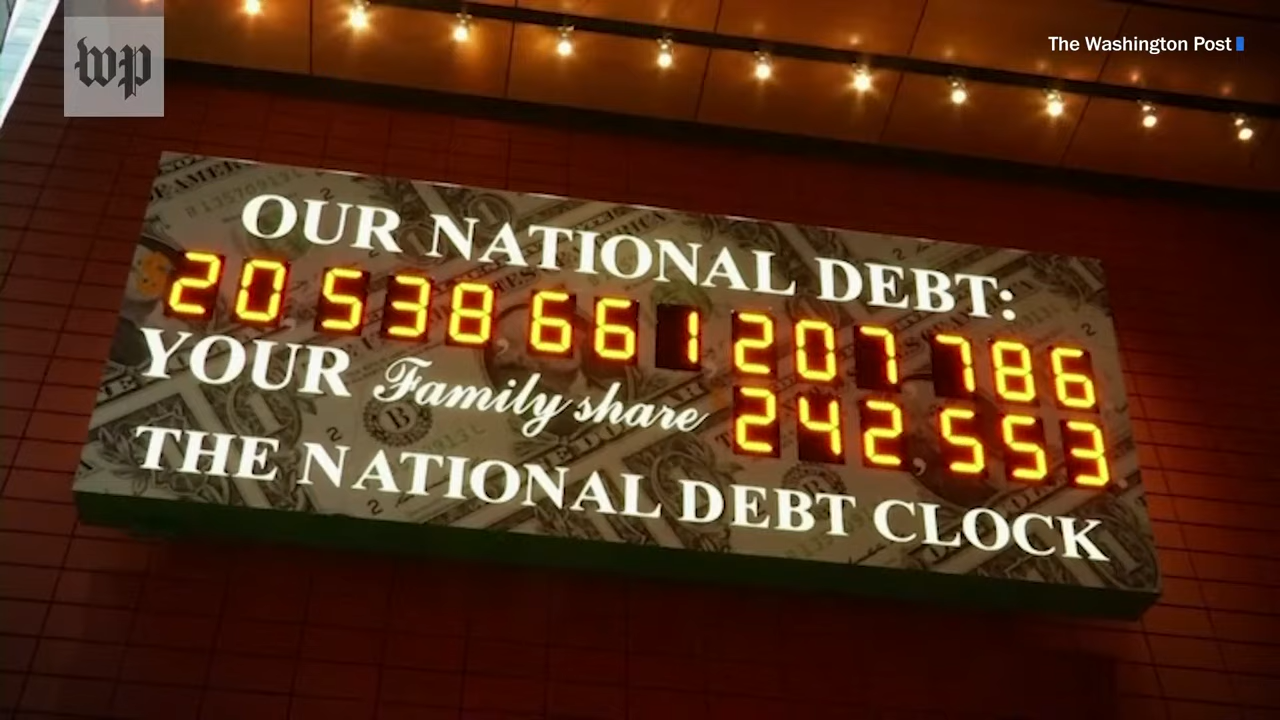 wp
The Washington Post
OUR NATIONAL DEBT:
$20,538,661,207,786
YOUR Family share
242,553
THE NATIONAL DEBT CLOCK